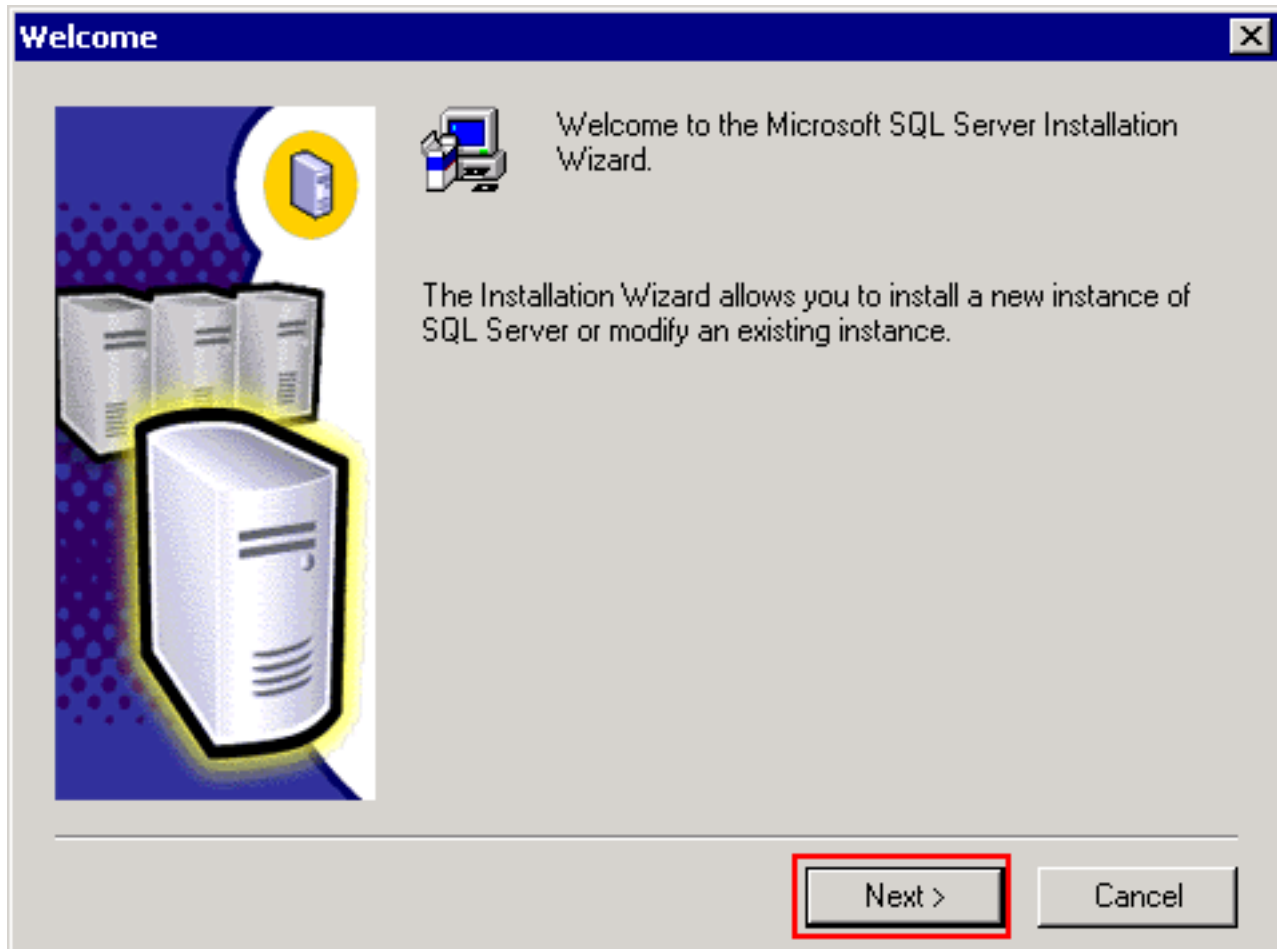 Welcome
Welcome to the Microsoft SQL Server Installation
Wizard.
The Installation Wizard allows you to install a new instance of
SQL Server or modify an existing instance.
Next >
Cancel